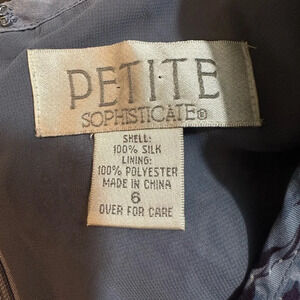 PETITE
SOPHISTICATE®
SHELL:
100% SILK
LINING:
100% POLYESTER
MADE IN CHINA
6
OVER FOR CARE